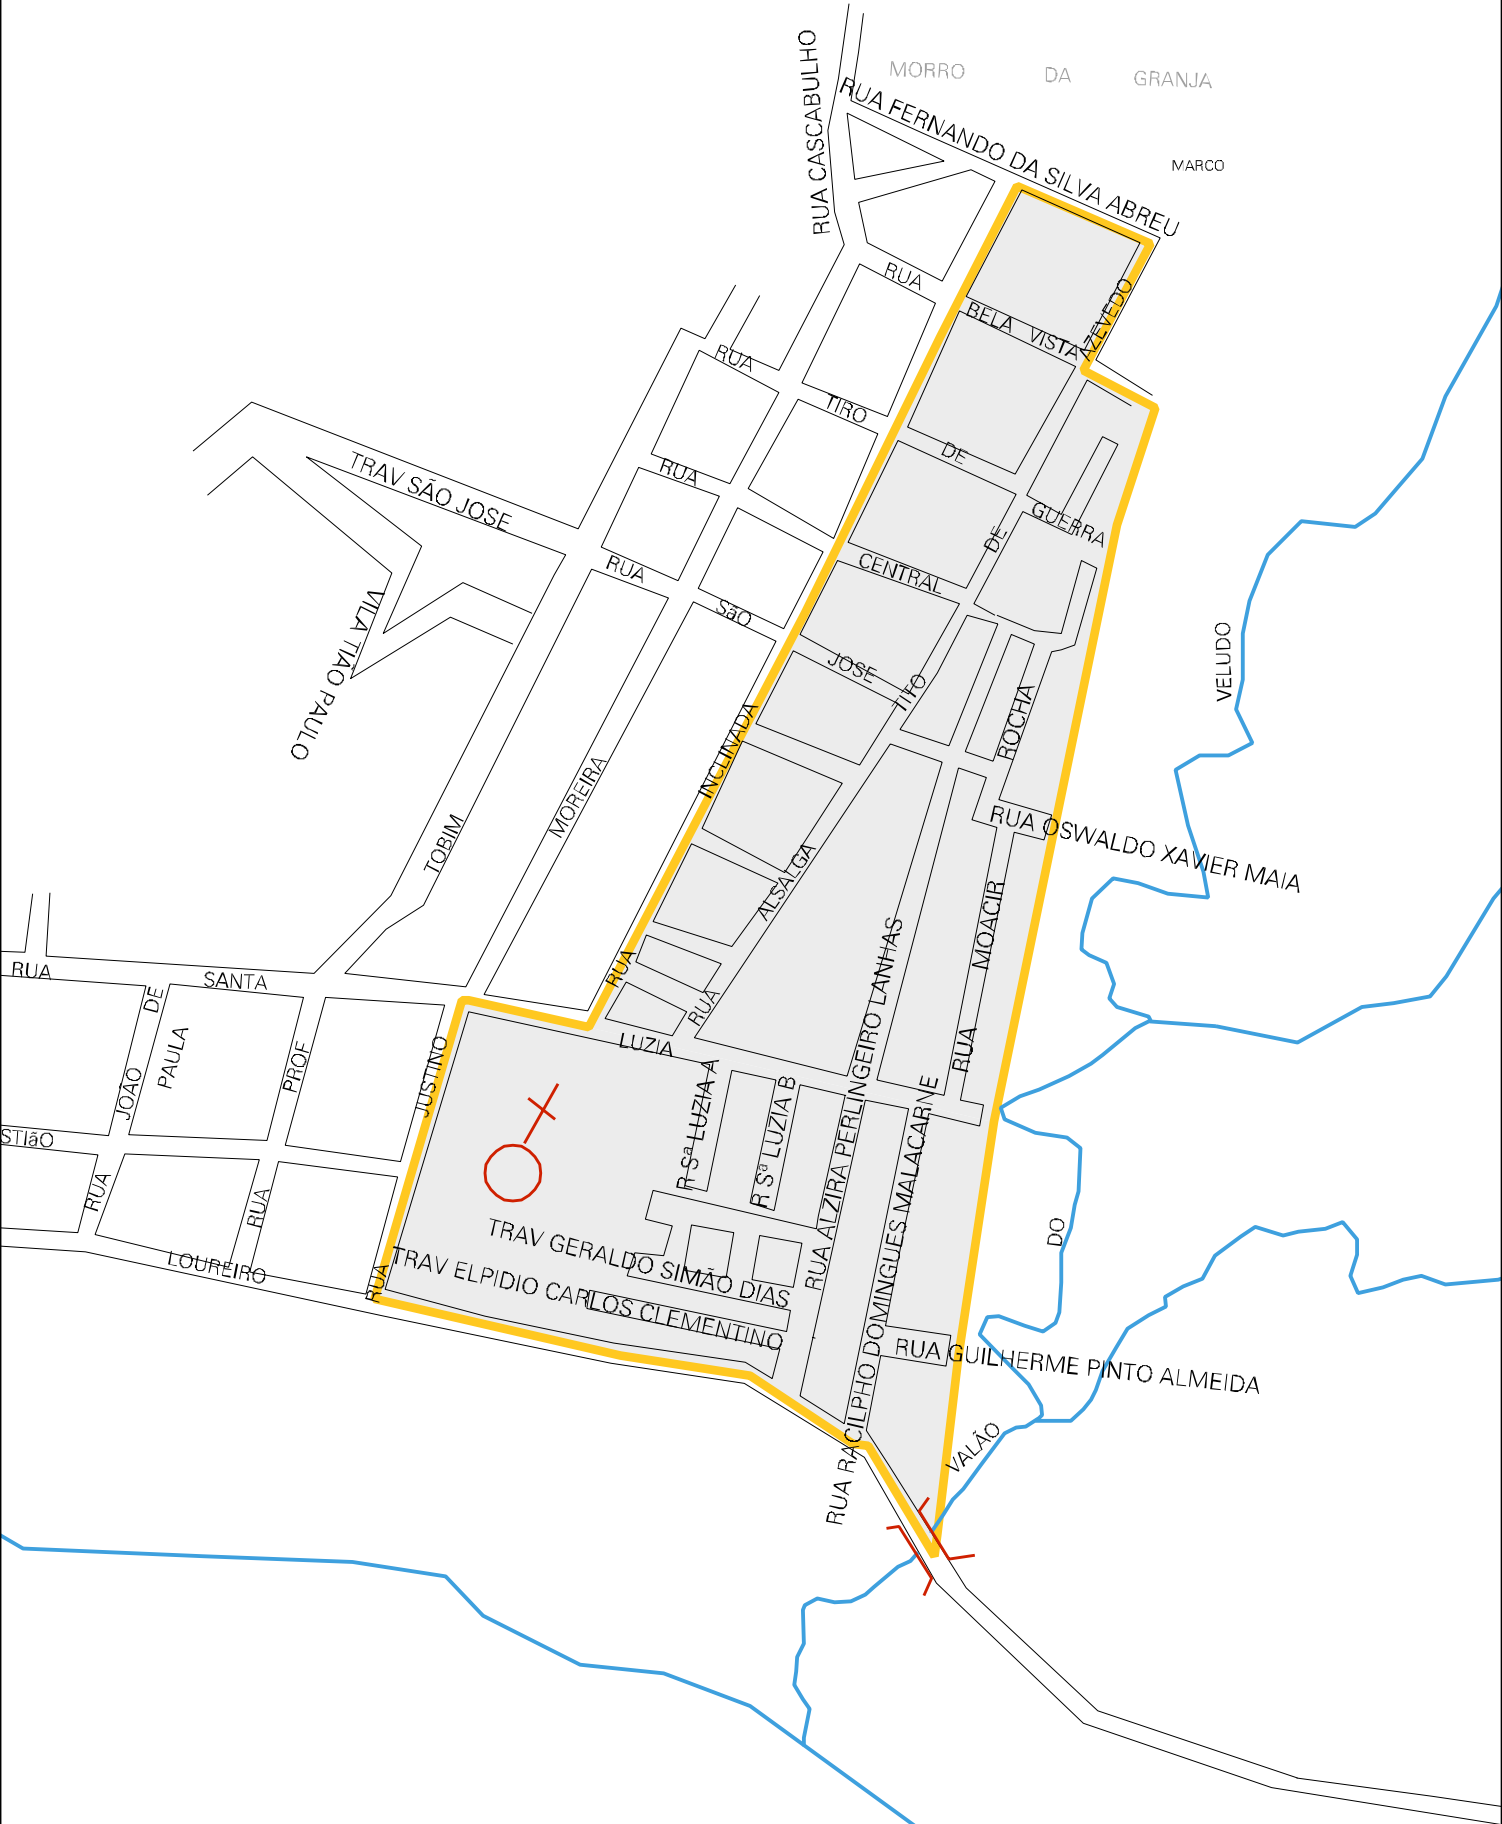 MORRO DA GRANJA
RUA CASCABULHO
RUA FERNANDO DA SILVA ABREU
MARCO
RUA
BELA VISTA
AZEVEDO
RUA
TIRO
DE
GUERRA
DE
RUA
CENTRAL
TRAV SÃO JOSE
RUA
SãO
JOSE
TITO
VILA TIÃO PAULO
VELUDO
ROCHA
INCLINADA
MOREIRA
TOBIM
RUA OSWALDO XAVIER MAIA
ALSALGA
MOACIR
RUA
SANTA
DE
RUA
RUA
LUZIA
PAULA
PROF
JOÃO
JUSTINO
RUA
R Sª LUZIA A
R Sª LUZIA B
RUA ALZIRA PERLINGEIRO LANHAS
RUA RACILPHO DOMINGUES MALACARNE
STIãO
RUA
RUA
LOUREIRO
RUA
TRAV GERALDO SIMÃO DIAS
TRAV ELPIDIO CARLOS CLEMENTINO
DO
RUA GUILHERME PINTO ALMEIDA
VALÃO